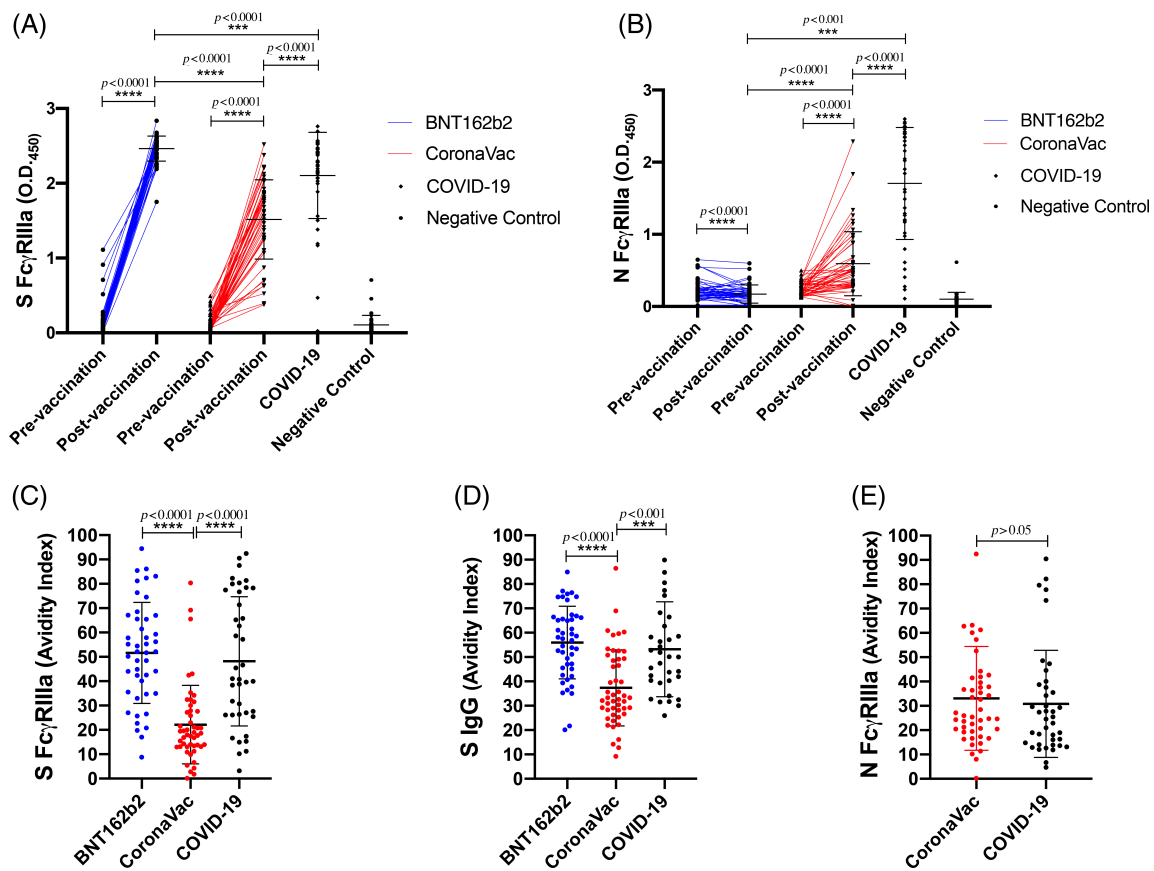 (A)
p<0.0001
***
p<0.0001
****
p<0.0001
****
p<0.0001
****
p<0.0001
****
S FcγRIIIa (O.D.450)
3
2
1
0
BNT162b2
CoronaVac
COVID-19
Negative Control
Pre-vaccination
Post-vaccination
Pre-vaccination
Post-vaccination
COVID-19
Negative Control
(B)
p<0.001
***
p<0.0001
****
p<0.0001
****
p<0.0001
****
p<0.0001
****
N FcγRIIIa (O.D.450)
3
2
1
0
BNT162b2
CoronaVac
COVID-19
Negative Control
Pre-vaccination
Post-vaccination
Pre-vaccination
Post-vaccination
COVID-19
Negative Control
(C)
p<0.0001
****
p<0.0001
****
S FcγRIIIa (Avidity Index)
100
90
80
70
60
50
40
30
20
10
0
BNT162b2
CoronaVac
COVID-19
(D)
p<0.001
***
p<0.0001
****
S IgG (Avidity Index)
100
90
80
70
60
50
40
30
20
10
0
BNT162b2
CoronaVac
COVID-19
(E)
p>0.05
N FcγRIIIa (Avidity Index)
100
90
80
70
60
50
40
30
20
10
0
CoronaVac
COVID-19